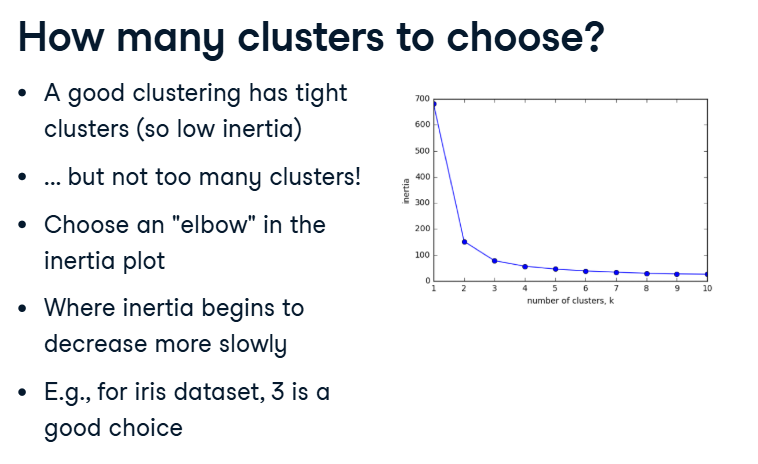 How many clusters to choose?
• A good clustering has tight
clusters (so low inertia)
• ... but not too many clusters!
• Choose an "elbow" in the
inertia plot
• Where inertia begins to
decrease more slowly
• E.g., for iris dataset, 3 is a
good choice
700
600
500
400
300
200
100
0
inertia
1 2 3 4 5 6 7 8 9 10
number of clusters, k